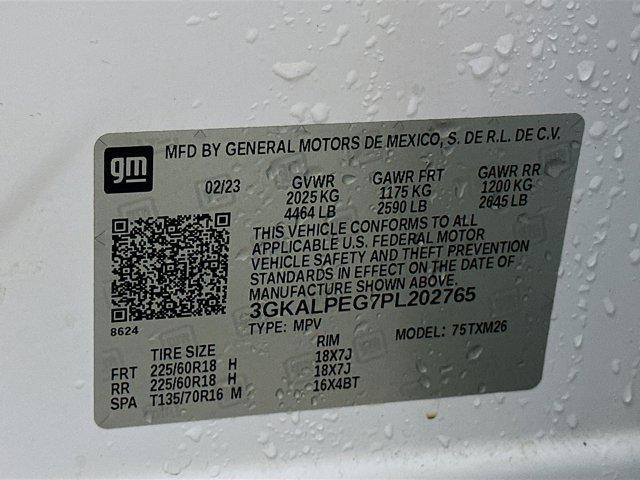 gm
MFD BY GENERAL MOTORS DE MEXICO, S. DE R.L. DE C.V.
02/23 GVWR GAWR FRT GAWR RR
2025 KG 1175 KG 1200 KG
4464 LB 2590 LB 2645 LB
THIS VEHICLE CONFORMS TO ALL
APPLICABLE U.S. FEDERAL MOTOR
VEHICLE SAFETY AND THEFT PREVENTION
STANDARDS IN EFFECT ON THE DATE OF
MANUFACTURE SHOWN ABOVE.
3GKALPEG7PL202765
8624
TYPE: MPV MODEL: 75TXM26
TIRE SIZE RIM
FRT 225/60R18 H 18X7J
RR 225/60R18 H 18X7J
SPA T135/70R16 M 16X4BT